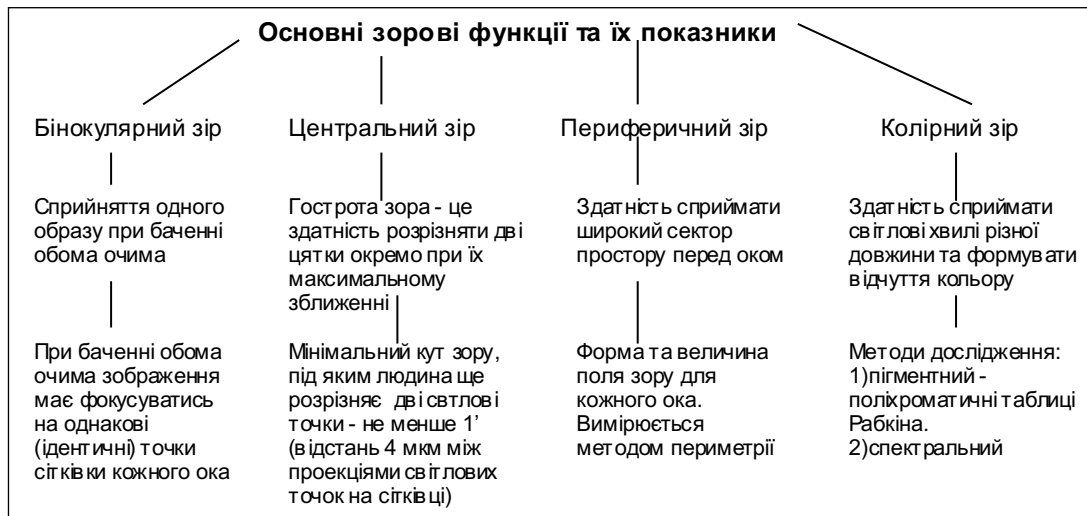 Основні зорові функції та їх показники
Бінокулярний зір
Центральний зір
Периферичний зір
Колірний зір
Сприйняття одного
образу при баченні
обома очима
Гострота зора - це
здатність розрізняти дві
цятки окремо при їх
максимальному
зближенні
Здатність сприймати
широкий сектор
простору перед оком
Здатність сприймати
світлові хвилі різної
довжини та формувати
відчуття кольору
При баченні обома
очима зображення
має фокусуватись
на однакові
(ідентичні) точки
сітківки кожного ока
Мінімальний кут зору,
під яким людина ще
розрізняє дві свтлові
точки - не менше 1’
(відстань 4 мкм між
проекціями світлових
точок на сітківці)
Форма та величина
поля зору для
кожного ока.
Вимірюється
методом периметрії
Методи дослідження:
1)пігментний -
поліхроматичні таблиці
Рабкіна.
2)спектральний